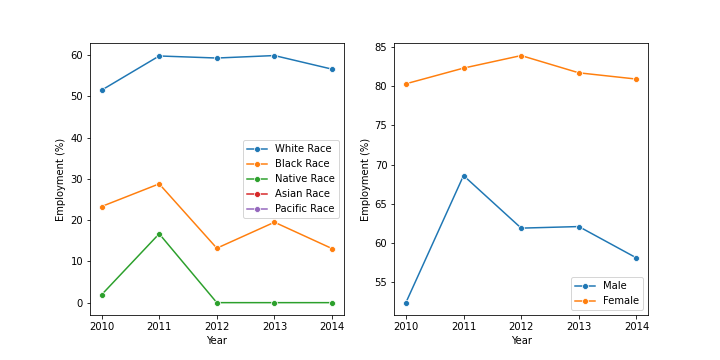 60
50
40
30
20
10
0
Employment (%)
2010 2011 2012 2013 2014
Year
White Race
Black Race
Native Race
Asian Race
Pacific Race
85
80
75
70
65
60
55
Employment (%)
2010 2011 2012 2013 2014
Year
Male
Female